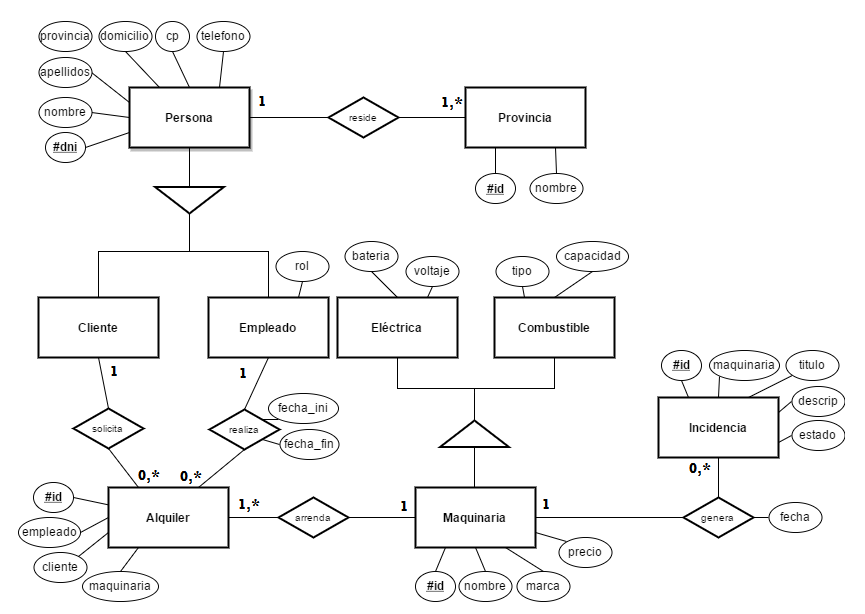 provincia domicilio cp telefono
apellidos
nombre
#dni
Persona
1
reside
1,*
Provincia
#id nombre
rol
bateria
voltaje
tipo
capacidad
Cliente
Empleado
Eléctrica
Combustible
1
1
#id maquinaria titulo
descrip
estado
Incidencia
solicita
realiza
fecha_ini
fecha_fin
0,*
0,*
0,*
#id
empleado
cliente
maquinaria
Alquiler
1,*
arrenda
1
Maquinaria
1
genera
fecha
precio
#id nombre marca